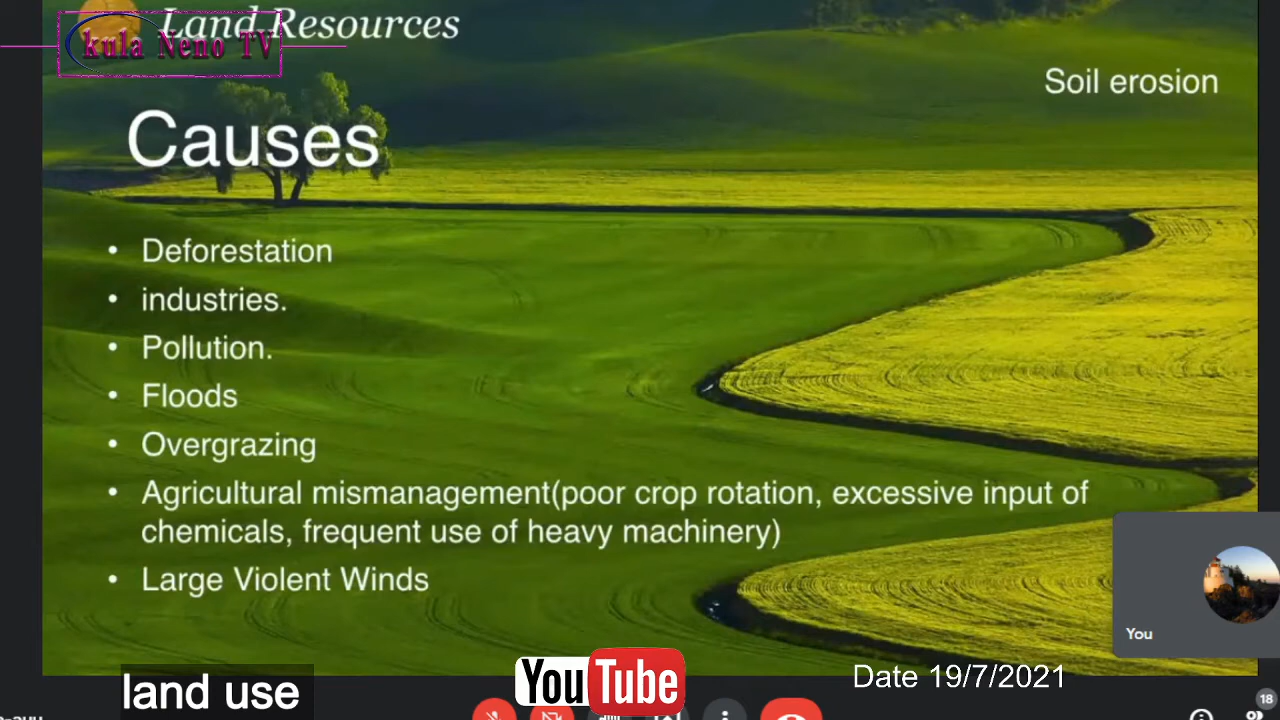 Land Resources
kula Neno TV
Soil erosion
Causes
• Deforestation
• industries.
• Pollution.
• Floods
• Overgrazing
• Agricultural mismanagement(poor crop rotation, excessive input of
chemicals, frequent use of heavy machinery)
• Large Violent Winds
You
land use
YouTube
Date 19/7/2021
18